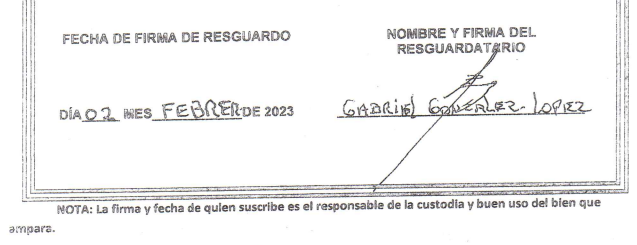 FECHA DE FIRMA DE RESGUARDO
NOMBRE Y FIRMA DEL
RESGUARDATARIO
DÍA 02 MES FEBRER DE 2023
GABRIEL GONZALEZ LOPEZ
NOTA: La firma y fecha de quien suscribe es el responsable de la custodia y buen uso del bien que
ampara.